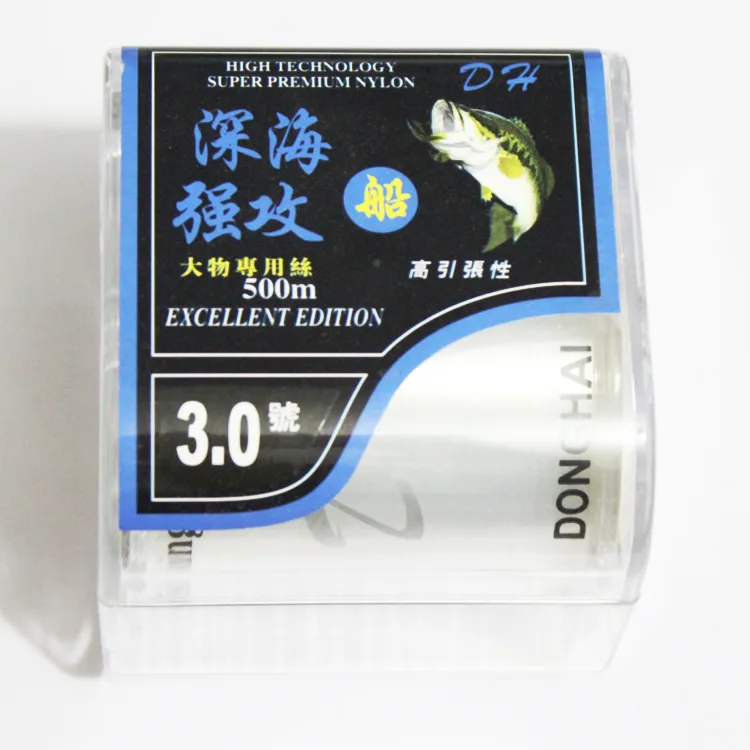 HIGH TECHNOLOGY
SUPER PREMIUM NYLON
DH
深海
强攻
船
大物專用絲
500m
高引張性
EXCELLENT EDITION
3.0號
DONGHAI